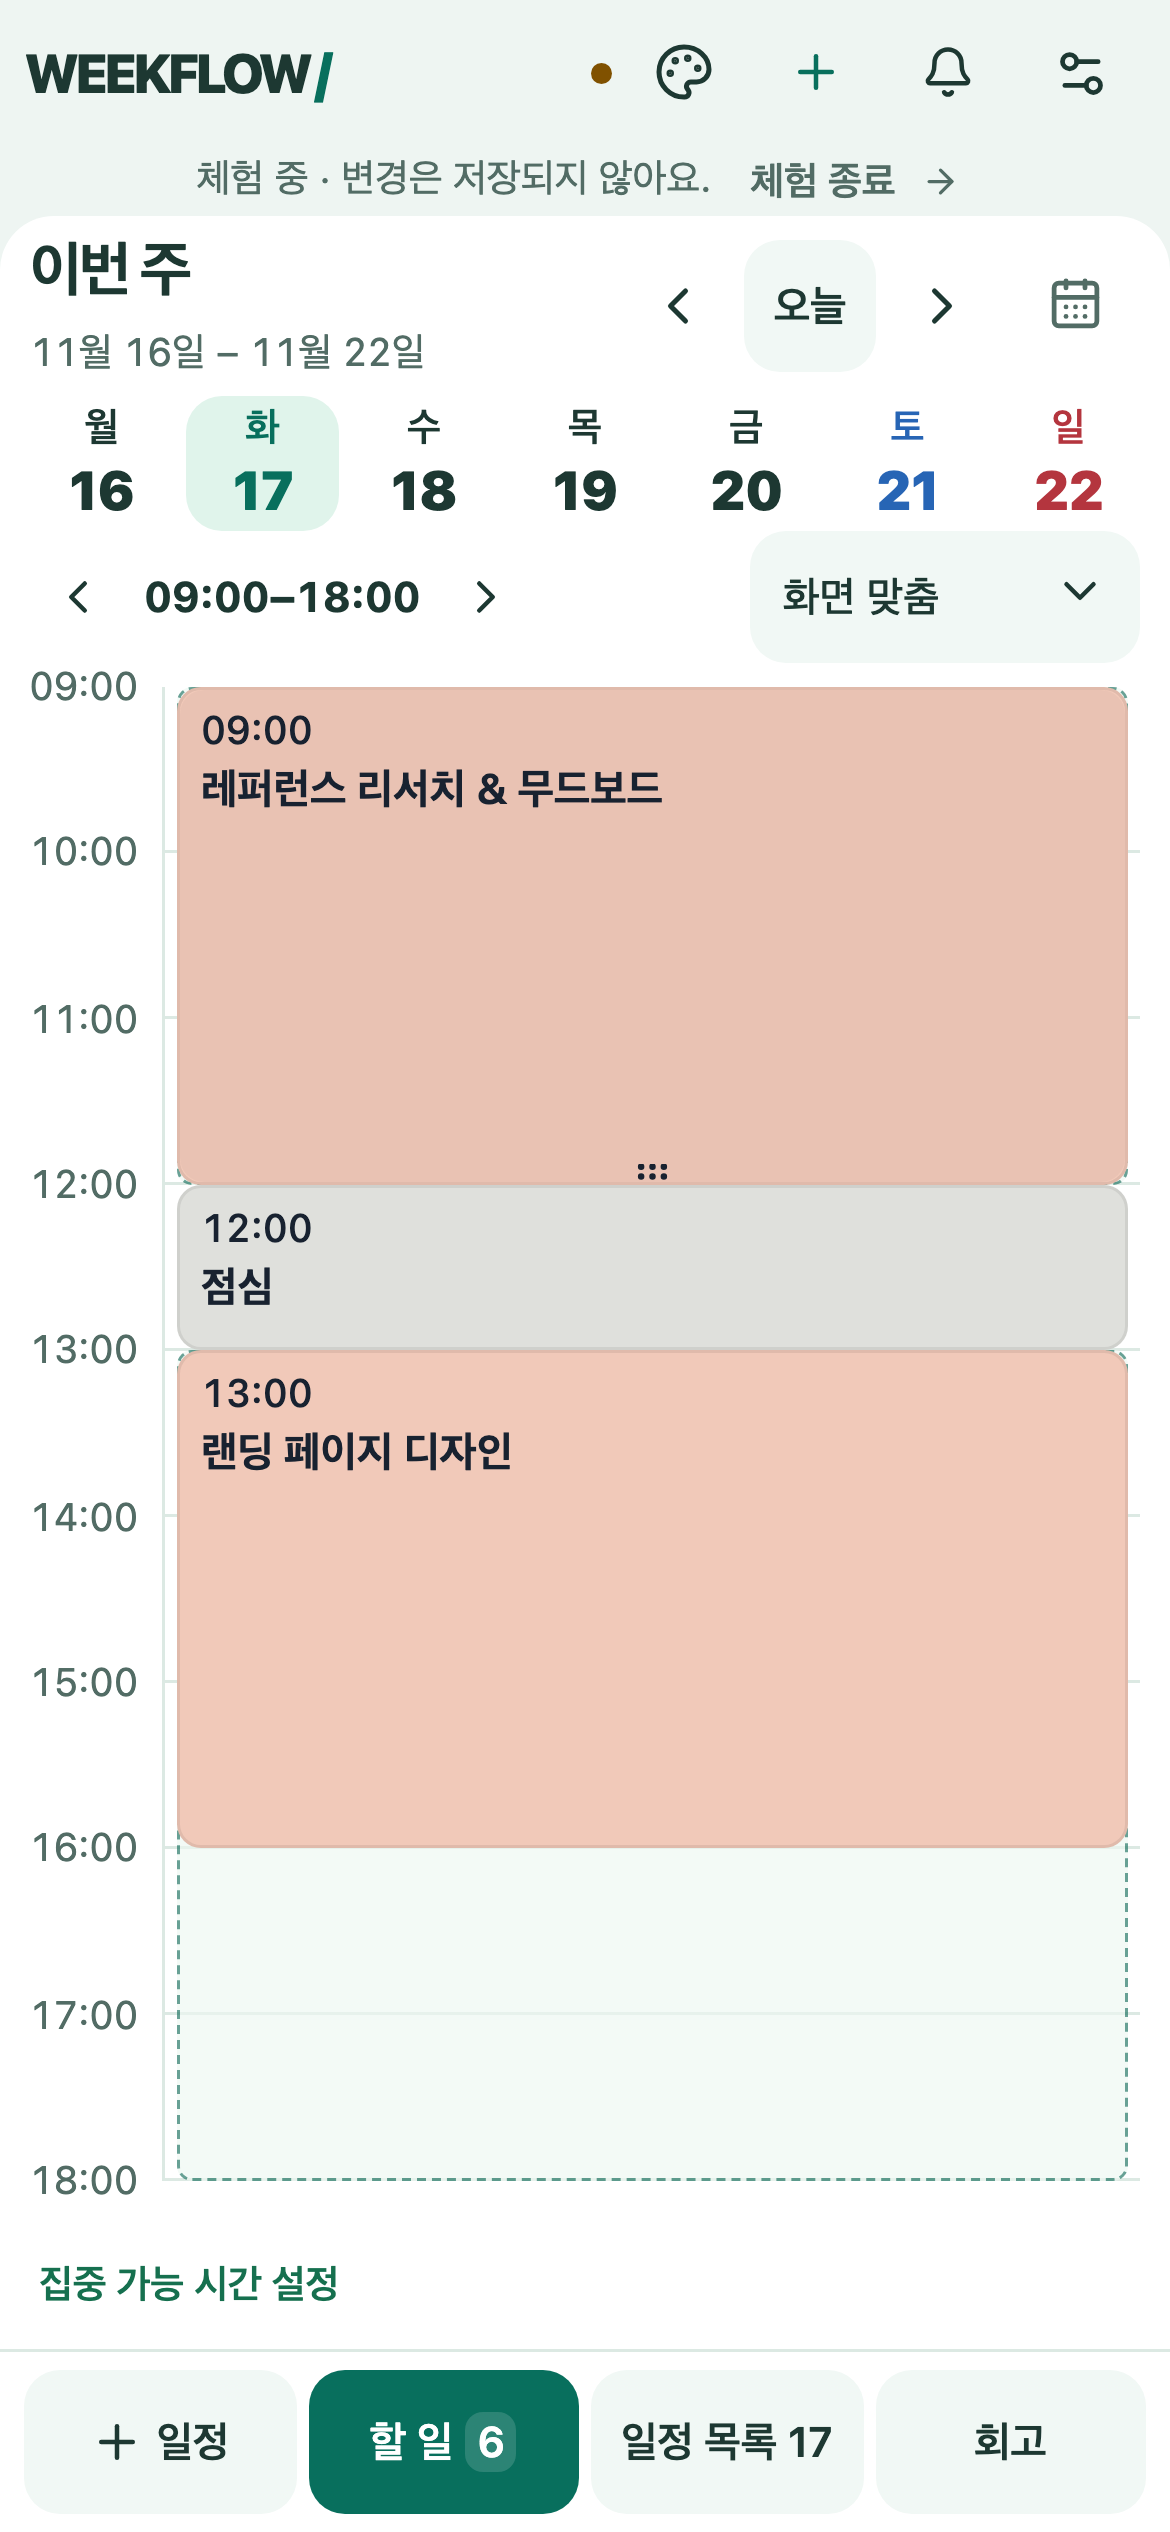 WEEKFLOW/
체험 중 · 변경은 저장되지 않아요. 체험 종료 →
이번 주
11월 16일 – 11월 22일
오늘
월 화 수 목 금 토 일
16 17 18 19 20 21 22
09:00–18:00
화면 맞춤
09:00
09:00
레퍼런스 리서치 & 무드보드
10:00
11:00
12:00
12:00
점심
13:00
13:00
랜딩 페이지 디자인
14:00
15:00
16:00
17:00
18:00
집중 가능 시간 설정
+ 일정
할 일 6
일정 목록 17
회고